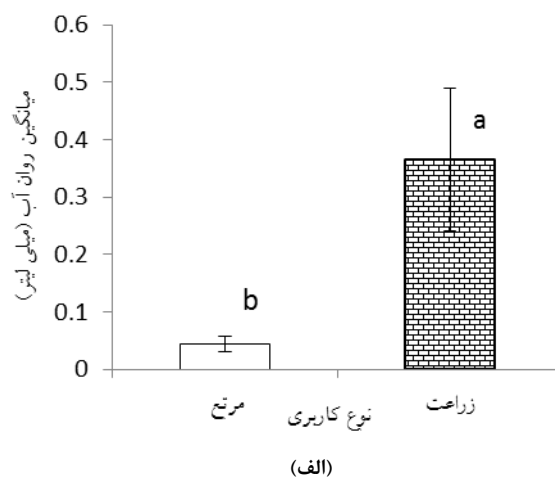 میانگین روان آب (میلی لیتر)
0.6
0.5
0.4
0.3
0.2
0.1
0
a
b
زراعت
مرتع
نوع کاربری
(الف)